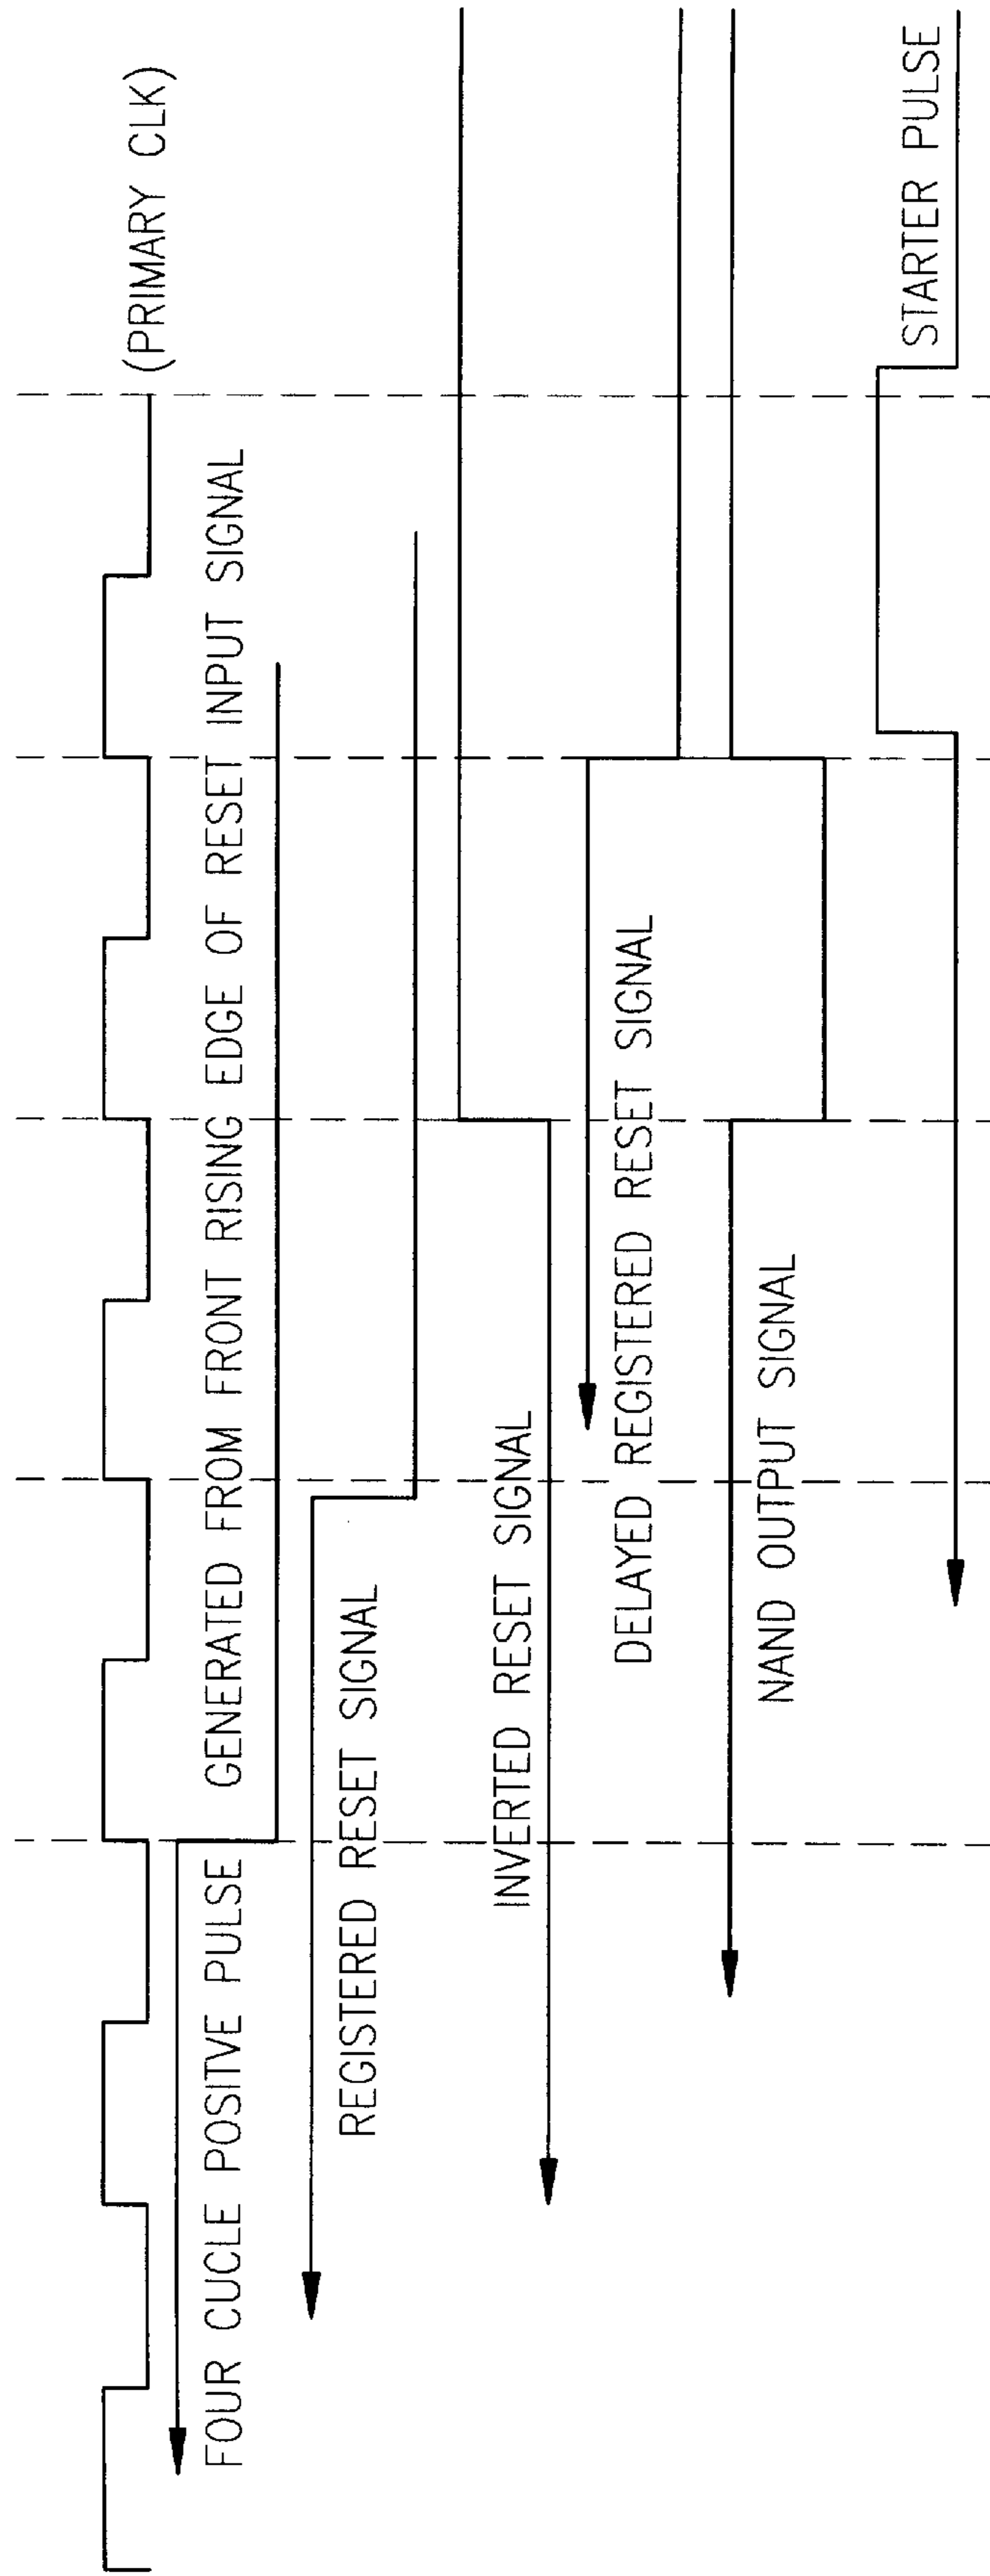 (PRIMARY CLK)
FOUR CUCLE POSITVE PULSE GENERATED FROM FRONT RISING EDGE OF RESET INPUT SIGNAL
REGISTERED RESET SIGNAL
INVERTED RESET SIGNAL
DELAYED REGISTERED RESET SIGNAL
NAND OUTPUT SIGNAL
STARTER PULSE